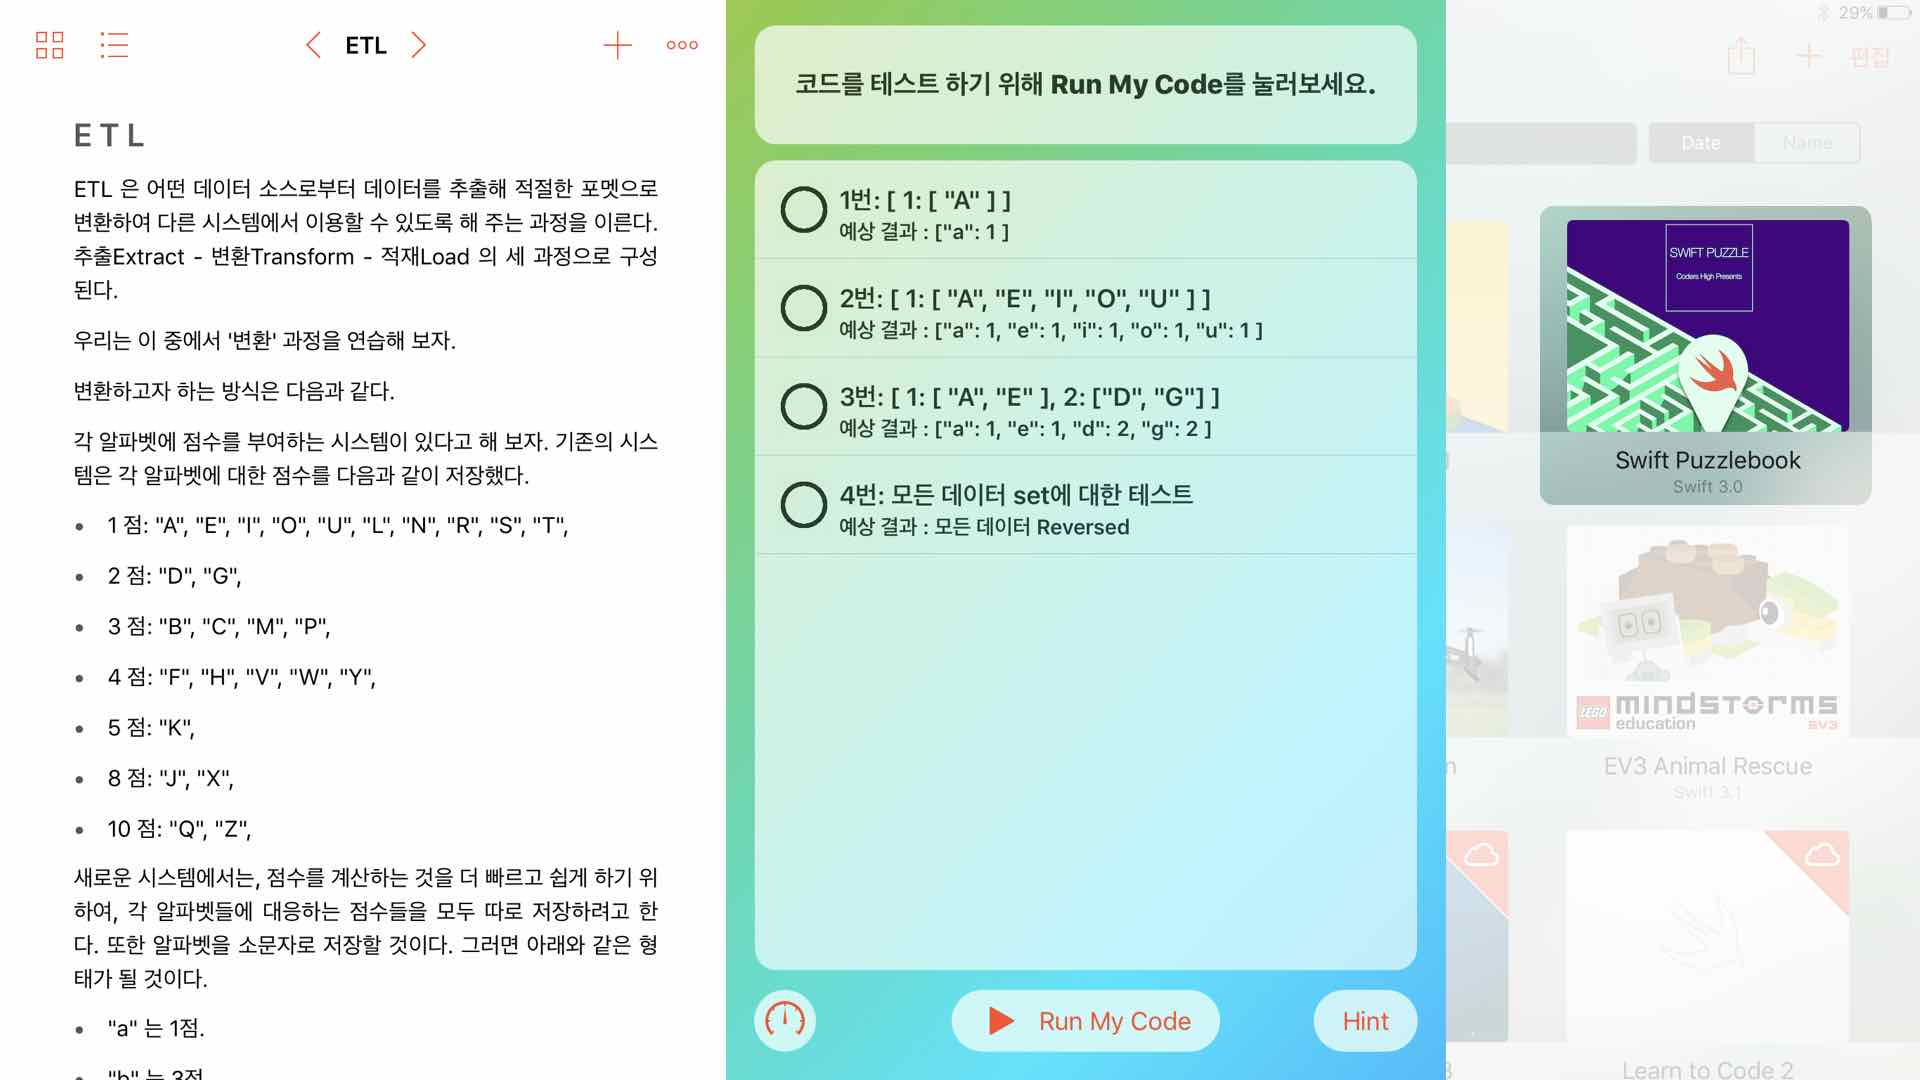 ETL
ETL
ETL 은 어떤 데이터 소스로부터 데이터를 추출해 적절한 포멧으로
변환하여 다른 시스템에서 이용할 수 있도록 해 주는 과정을 이른다.
추출Extract - 변환Transform - 적재Load 의 세 과정으로 구성
된다.
우리는 이 중에서 '변환' 과정을 연습해 보자.
변환하고자 하는 방식은 다음과 같다.
각 알파벳에 점수를 부여하는 시스템이 있다고 해 보자. 기존의 시스
템은 각 알파벳에 대한 점수를 다음과 같이 저장했다.
• 1 점: "A", "E", "I", "O", "U", "L", "N", "R", "S", "T",
• 2 점: "D", "G",
• 3 점: "B", "C", "M", "P",
• 4 점: "F", "H", "V", "W", "Y",
• 5 점: "K",
• 8 점: "J", "X",
• 10 점: "Q", "Z",
새로운 시스템에서는, 점수를 계산하는 것을 더 빠르고 쉽게 하기 위
하여, 각 알파벳들에 대응하는 점수들을 모두 따로 저장하려고 한
다. 또한 알파벳을 소문자로 저장할 것이다. 그러면 아래와 같은 형
태가 될 것이다.
• "a" 는 1점.
• "b" 는 3점
코드를 테스트 하기 위해 Run My Code를 눌러보세요.
1번: [ 1: [ "A" ] ]
예상 결과 : ["a": 1 ]
2번: [ 1: [ "A", "E", "I", "O", "U" ] ]
예상 결과 : ["a": 1, "e": 1, "i": 1, "o": 1, "u": 1 ]
3번: [ 1: [ "A", "E" ], 2: ["D", "G"] ]
예상 결과 : ["a": 1, "e": 1, "d": 2, "g": 2 ]
4번: 모든 데이터 set에 대한 테스트
예상 결과 : 모든 데이터 Reversed
Run My Code
Hint
29%
편집
Date
Name
SWIFT PUZZLE
Coders High Presents
Swift Puzzlebook
Swift 3.0
LEGO mindstorms
education
EV3
EV3 Animal Rescue
Swift 3.1
Learn to Code 2